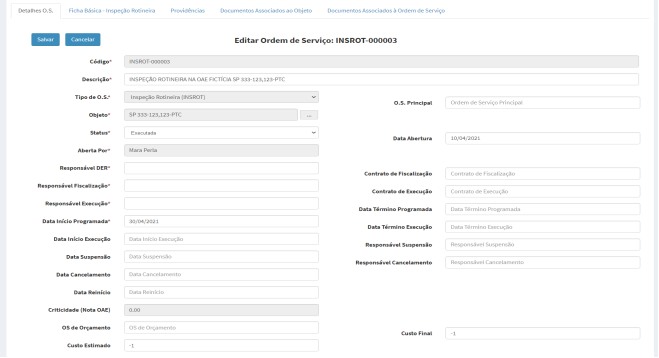 Detalhes O.S. Ficha Básica - Inspeção Rotineira Providências Documentos Associados ao Objeto Documentos Associados à Ordem de Serviço
Salvar Cancelar Editar Ordem de Serviço: INSROT-000003
Código* INSROT-000003
Descrição* INSPEÇÃO ROTINEIRA NA OAE FICTÍCIA SP 333-123,123-PTC
Tipo de O.S.* Inspeção Rotineira (INSROT) O.S. Principal Ordem de Serviço Principal
Objeto* SP 333-123,123-PTC ...
Status* Executada Data Abertura 10/04/2021
Aberta Por* Mara Perla
Responsável DER* Contrato de Fiscalização Contrato de Fiscalização
Responsável Fiscalização* Contrato de Execução Contrato de Execução
Responsável Execução* Data Término Programada Data Término Programada
Data Início Programada* 30/04/2021 Data Término Execução Data Término Execução
Data Início Execução Data Início Execução Responsável Suspensão Responsável Suspensão
Data Suspensão Data Suspensão Responsável Cancelamento Responsável Cancelamento
Data Cancelamento Data Cancelamento
Data Reinício Data Reinício
Criticidade (Nota OAE) 0.00
OS de Orçamento OS de Orçamento Custo Final -1
Custo Estimado -1